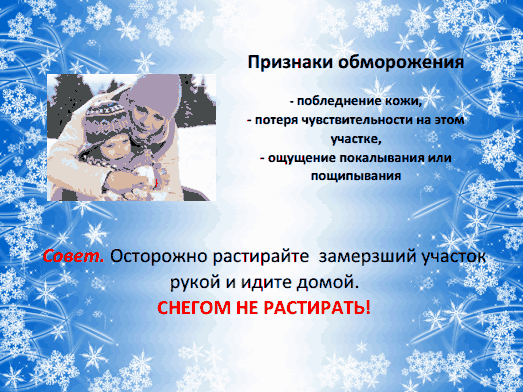 Признаки обморожения
- побледнение кожи,
- потеря чувствительности на этом
участке,
- ощущение покалывания или
пощипывания
Совет. Осторожно растирайте замерзший участок
рукой и идите домой.
СНЕГОМ НЕ РАСТИРАТЬ!